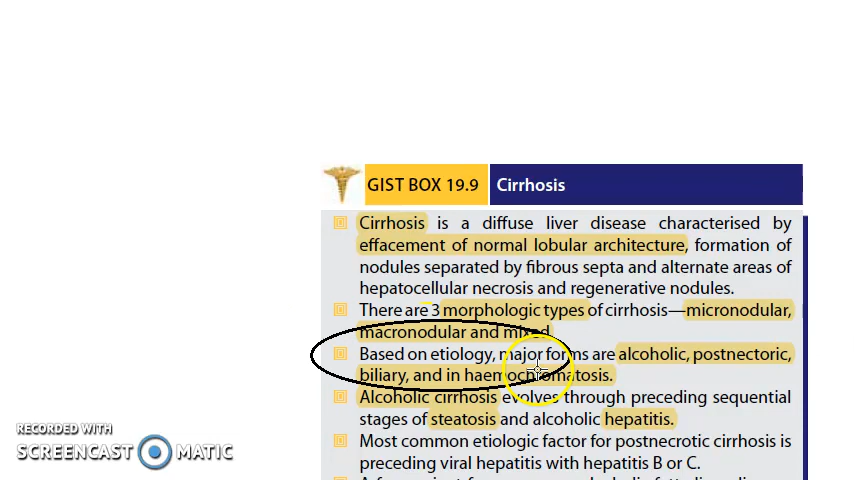 GIST BOX 19.9 Cirrhosis
Cirrhosis is a diffuse liver disease characterised by
effacement of normal lobular architecture, formation of
nodules separated by fibrous septa and alternate areas of
hepatocellular necrosis and regenerative nodules.
There are 3 morphologic types of cirrhosis—micronodular,
macronodular and mixed.
Based on etiology, major forms are alcoholic, postnectoric,
biliary, and in haemochromatosis.
Alcoholic cirrhosis evolves through preceding sequential
stages of steatosis and alcoholic hepatitis.
Most common etiologic factor for postnecrotic cirrhosis is
preceding viral hepatitis with hepatitis B or C.
RECORDED WITH
SCREENCAST MATIC